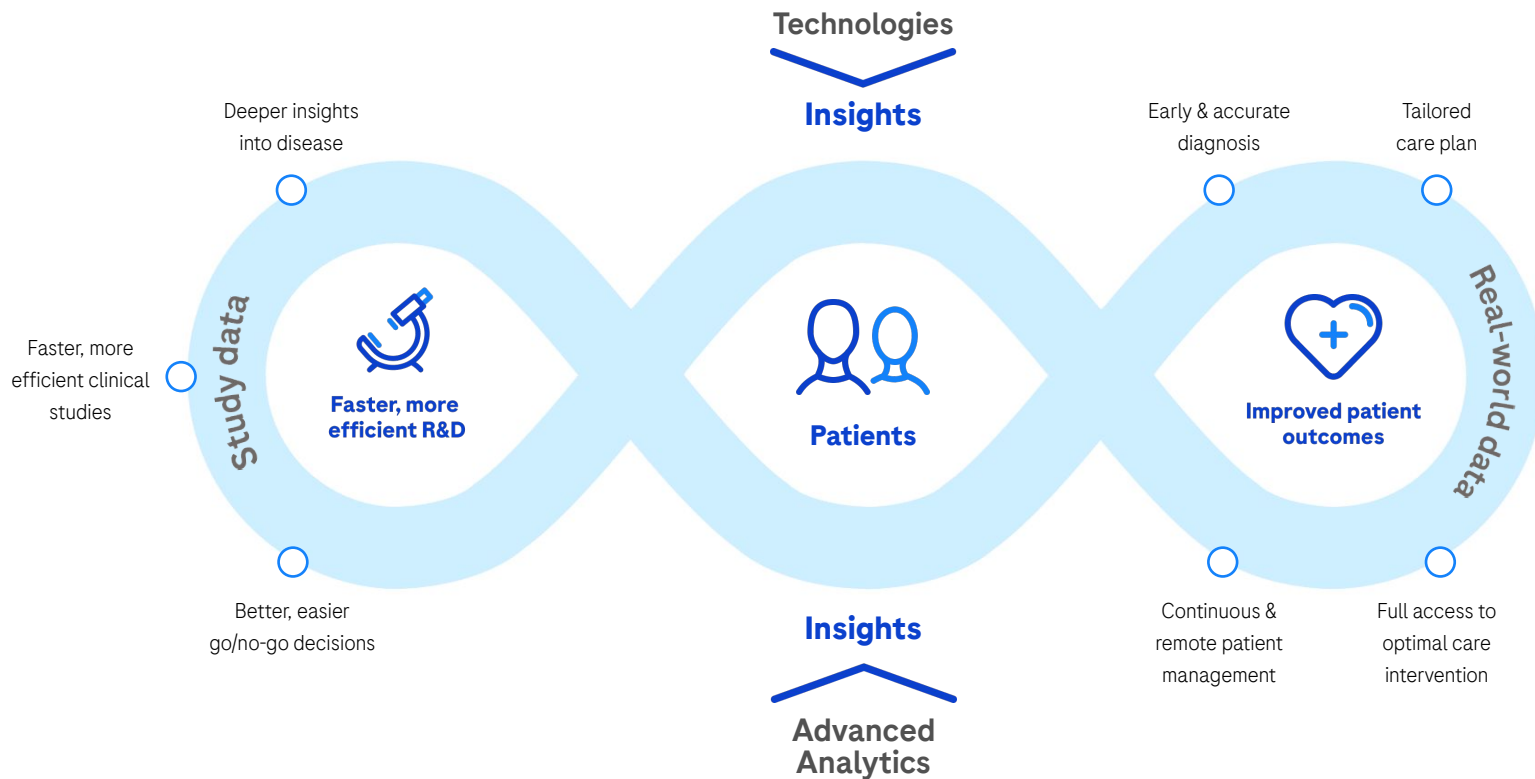 Technologies
Insights
Deeper insights
into disease
Early & accurate
diagnosis
Tailored
care plan
Study data
Faster, more
efficient clinical
studies
Faster, more
efficient R&D
Patients
Improved patient
outcomes
Real-world data
Better, easier
go/no-go decisions
Insights
Advanced
Analytics
Continuous &
remote patient
management
Full access to
optimal care
intervention